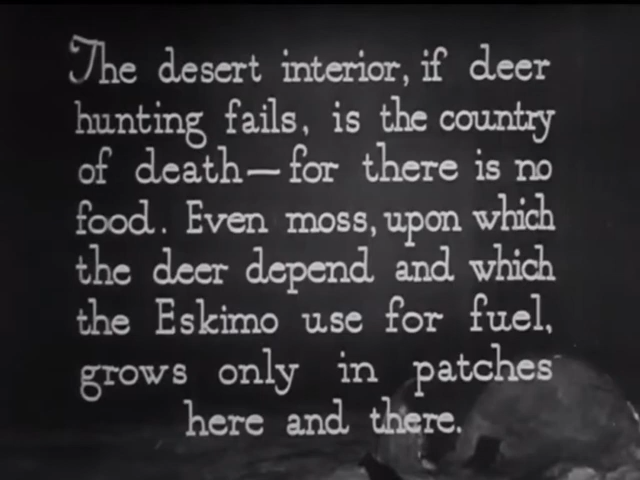 The desert interior, if deer
hunting fails, is the country
of death—for there is no
food. Even moss, upon which
the deer depend and which
the Eskimo use for fuel,
grows only in patches
here and there.